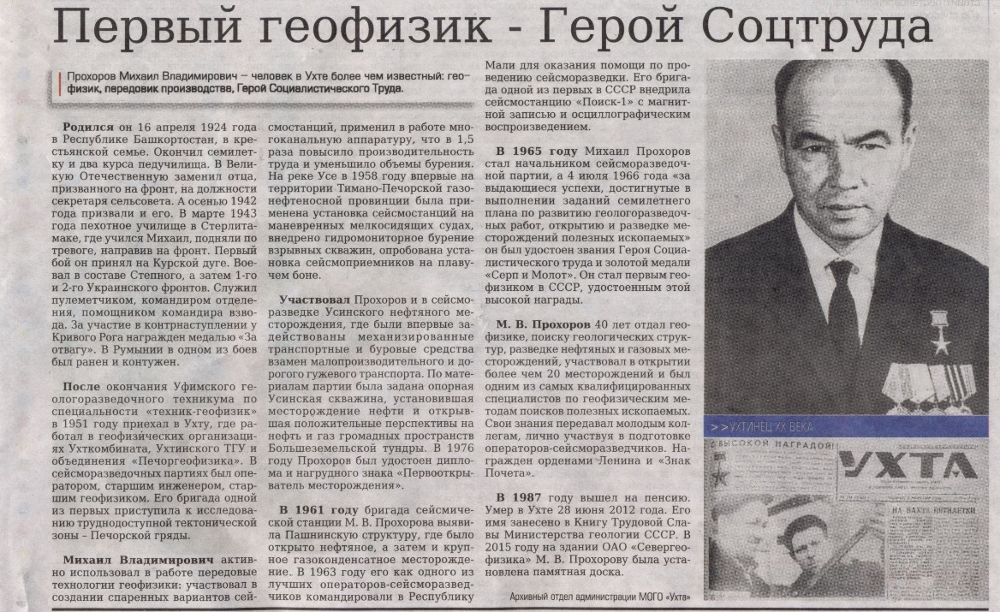 Первый геофизик - Герой Соцтруда
Прохоров Михаил Владимирович – человек в Ухте более чем известный: гео-
физик, передовик производства, Герой Социалистического Труда.
Родился он 16 апреля 1924 года
в Республике Башкортостан, в кре-
стьянской семье. Окончил семилет-
ку и два курса педучилища. В Вели-
кую Отечественную заменил отца,
призванного на фронт, на должности
секретаря сельсовета. А осенью 1942
года призвали и его. В марте 1943
года пехотное училище в Стерлита-
маке, где учился Михаил, подняли по
тревоге, направив на фронт. Первый
бой он принял на Курской дуге. Вое-
вал в составе Степного, а затем 1-го
и 2-го Украинского фронтов. Служил
пулеметчиком, командиром отделе-
ния, помощником командира взво-
да. За участие в контрнаступлении у
Кривого Рога награжден медалью «За
отвагу». В Румынии в одном из боев
был ранен и контужен.
После окончания Уфимского ге-
ологоразведочного техникума по
специальности «техник-геофизик»
в 1951 году приехал в Ухту, где ра-
ботал в геофизических организаци-
ях Ухткомбината, Ухтинского ТГУ и
объединения «Печоргеофизика». В
сейсморазведочных партиях был опе-
ратором, старшим инженером, стар-
шим геофизиком. Его бригада одной
из первых приступила к исследова-
нию труднодоступной тектонической
зоны – Печорской гряды.
Михаил Владимирович актив-
но использовал в работе передовые
технологии геофизики: участвовал в
создании спаренных вариантов сей-
смостанций, применил в работе мно-
гоканальную аппаратуру, что в 1,5
раза повысило производительность
труда и уменьшило объемы бурения.
На реке Усе в 1958 году впервые на
территории Тимано-Печорской газо-
нефтеносной провинции была при-
менена установка сейсмостанций на
маневренных мелкосидящих судах,
внедрено гидромониторное бурение
взрывных скважин, опробована уста-
новка сейсмоприемников на плаву-
чем боне.
Участвовал Прохоров и в сейсмо-
разведке Усинского нефтяного ме-
сторождения, где были впервые за-
действованы механизированные
транспортные и буровые средства
взамен малопроизводительного и до-
рогого гужевого транспорта. По мате-
риалам партии была задана опорная
Усинская скважина, установившая
месторождение нефти и открыв-
шая положительные перспективы на
нефть и газ громадных пространств
Большеземельской тундры. В 1976
году Прохоров был удостоен дипло-
ма и нагрудного знака «Первооткры-
ватель месторождения».
В 1961 году бригада сейсмиче-
ской станции М. В. Прохорова выяви-
ла Пашнинскую структуру, где было
открыто нефтяное, а затем и круп-
ное газоконденсатное месторожде-
ние. В 1963 году его как одного из
лучших операторов-сейсморазвед-
чиков командировали в Республику
Мали для оказания помощи по про-
ведению сейсморазведки. Его брига-
да одной из первых в СССР внедрила
сейсмостанцию «Поиск-1» с магнит-
ной записью и осциллографическим
воспроизведением.
В 1965 году Михаил Прохоров
стал начальником сейсморазведоч-
ной партии, а 4 июля 1966 года «за
выдающиеся успехи, достигнутые в
выполнении заданий семилетнего
плана по развитию геологоразведоч-
ных работ, открытию и разведке ме-
сторождений полезных ископаемых»
он был удостоен звания Героя Социа-
листического труда и золотой медали
«Серп и Молот». Он стал первым гео-
физиком в СССР, удостоенным этой
высокой награды.
М. В. Прохоров 40 лет отдал гео-
физике, поиску геологических струк-
тур, разведке нефтяных и газовых ме-
сторождений, участвовал в открытии
более чем 20 месторождений и был
одним из самых квалифицированных
специалистов по геофизическим ме-
тодам поисков полезных ископаемых.
Свои знания передавал молодым кол-
легам, лично участвуя в подготовке
операторов-сейсморазведчиков. На-
гражден орденами Ленина и «Знак
Почета».
В 1987 году вышел на пенсию.
Умер в Ухте 28 июня 2012 года. Его
имя занесено в Книгу Трудовой Сла-
вы Министерства геологии СССР. В
2015 году на здании ОАО «Севергео-
физика» М. В. Прохорову была уста-
новлена памятная доска.
Архивный отдел администрации МОГО «Ухта»
>>УХТИНЕЦ XX ВЕКА
ВЫСОКОЙ НАГРАДОЙ!
УХТА
НА ВАХТЕ ПЯТИЛЕТКИ